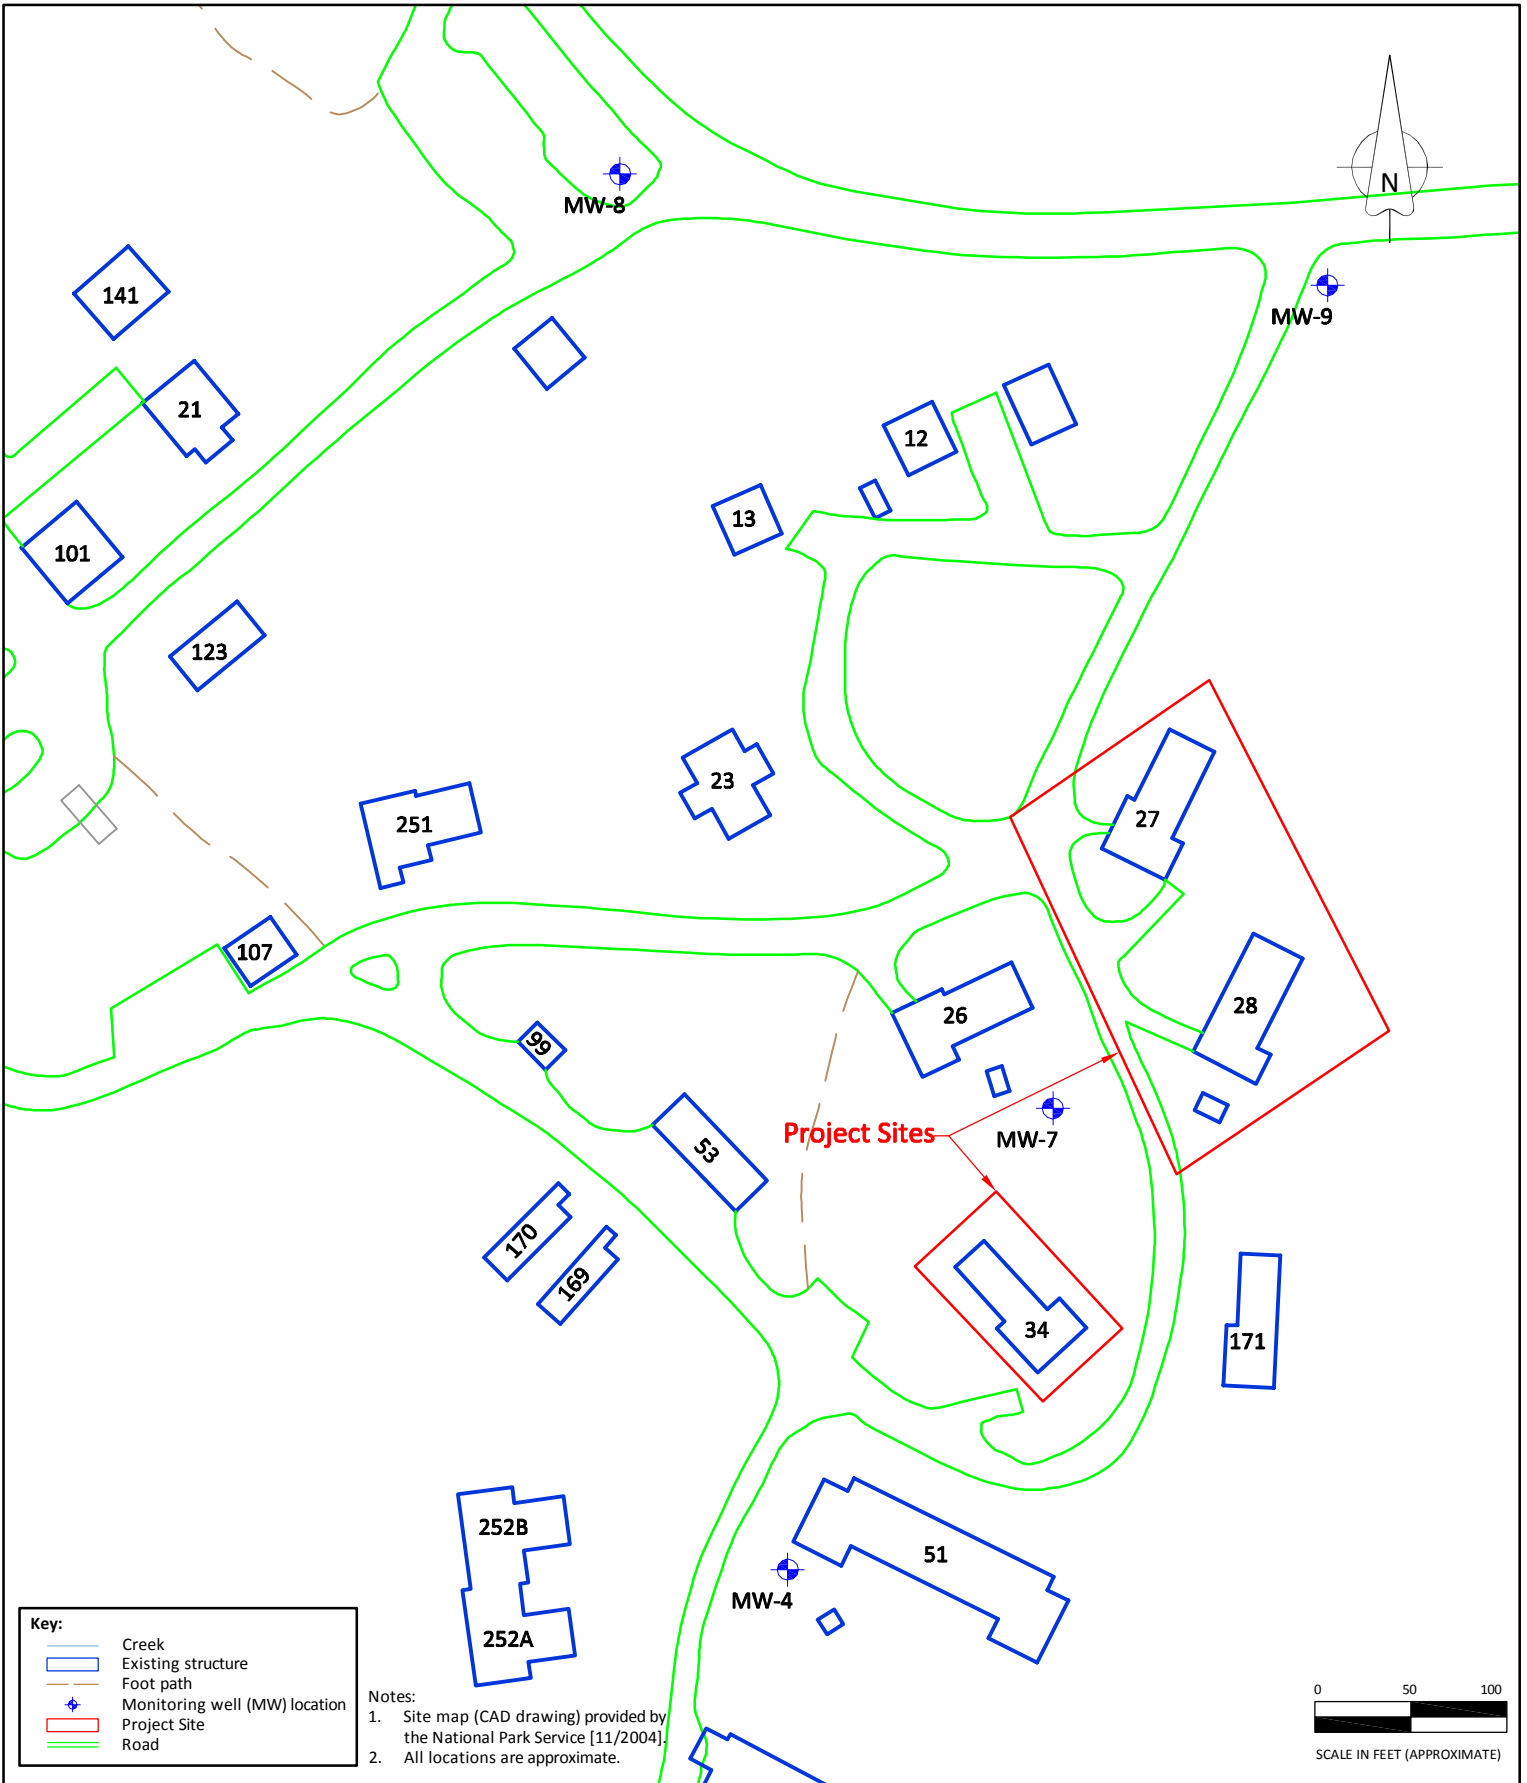 N
MW-8
141
MW-9
21
12
13
101
123
23
27
251
107
28
26
99
Project Sites
MW-7
53
170
169
34
171
252B
51
MW-4
252A
Key:
Creek
Existing structure
Foot path
Monitoring well (MW) location
Project Site
Road
Notes:
1. Site map (CAD drawing) provided by
the National Park Service [11/2004].
2. All locations are approximate.
0 50 100
SCALE IN FEET (APPROXIMATE)